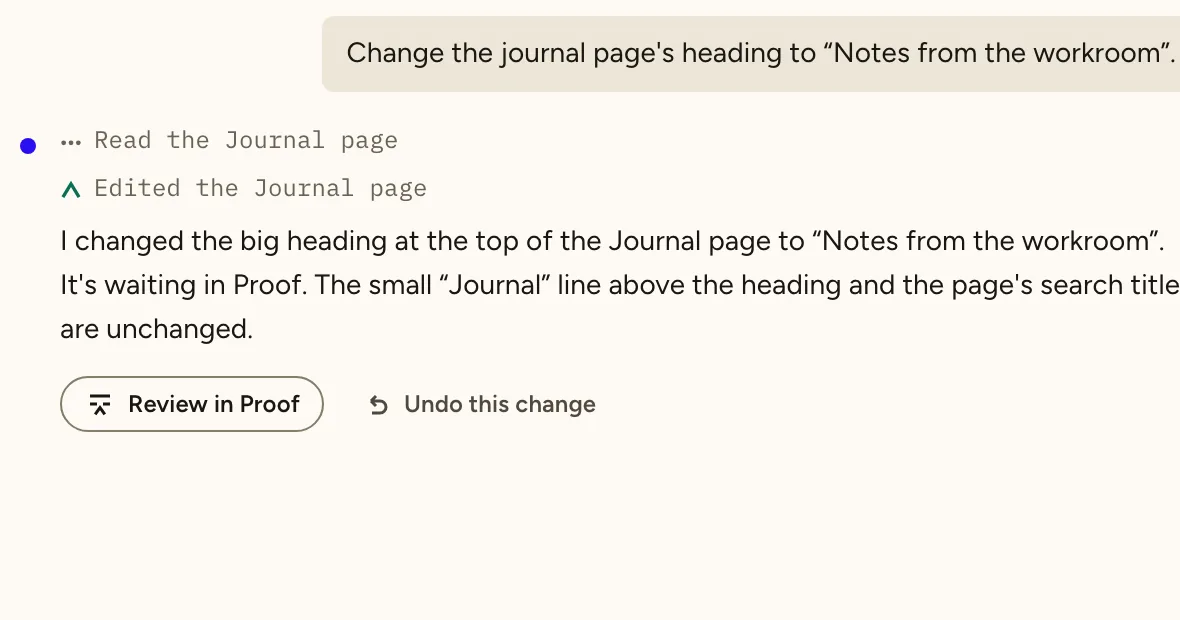 Change the journal page's heading to “Notes from the workroom”.
Read the Journal page
Edited the Journal page
I changed the big heading at the top of the Journal page to “Notes from the workroom”.
It's waiting in Proof. The small “Journal” line above the heading and the page's search title
are unchanged.
Review in Proof
Undo this change